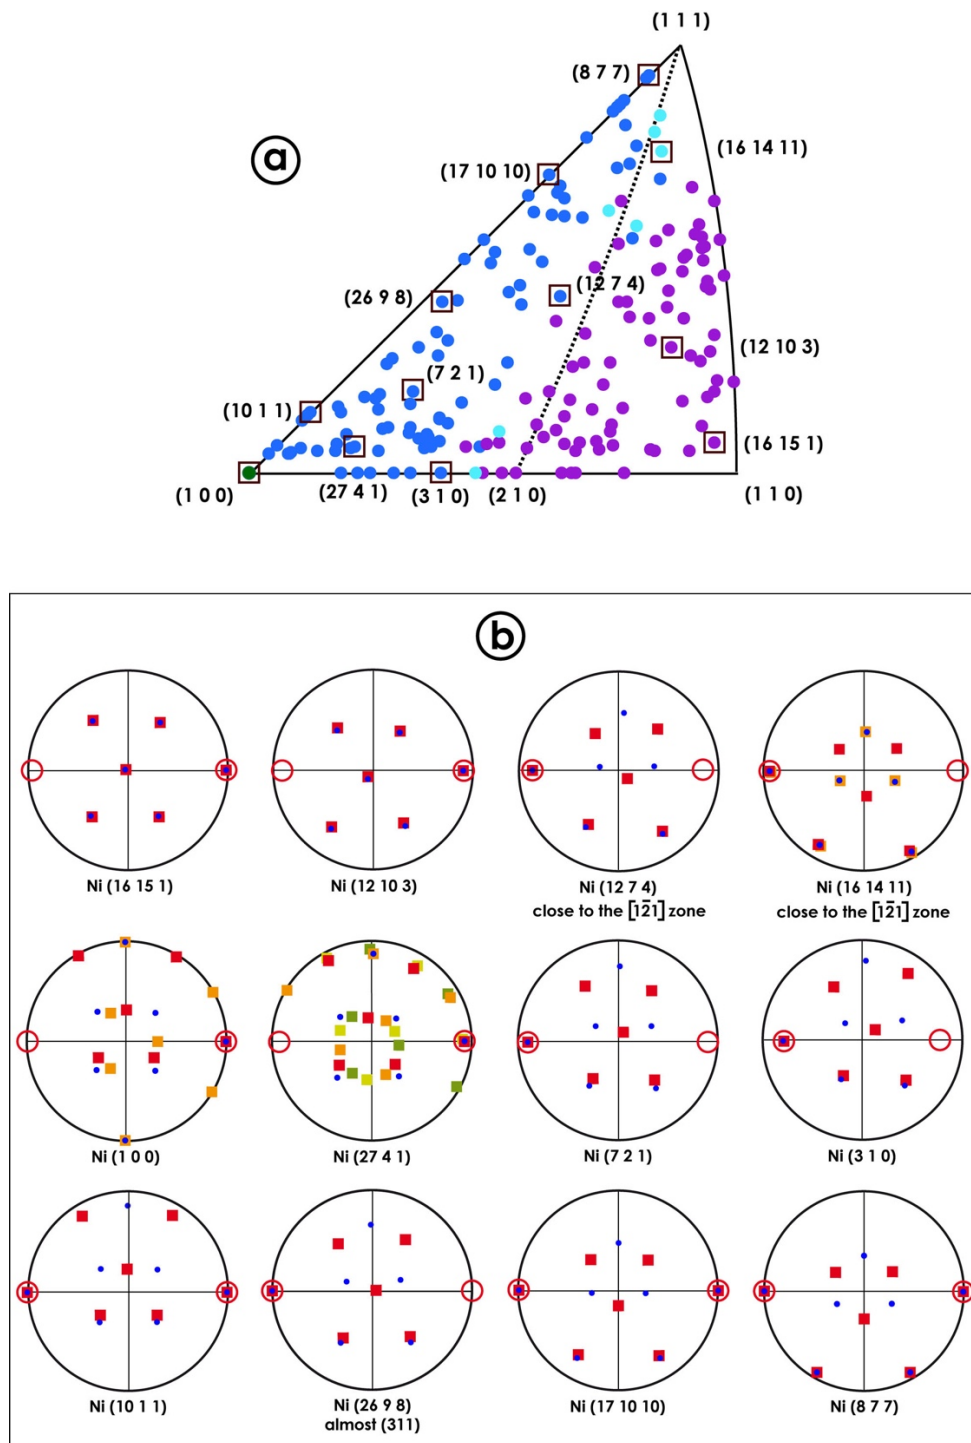 (1 1 1)
(8 7 7)
(16 14 11)
a
(17 10 10)
(26 9 8)
(12 7 4)
(12 10 3)
(7 2 1)
(10 1 1)
(16 15 1)
(1 0 0)
(27 4 1)
(3 1 0)
(2 1 0)
(1 1 0)
b
Ni (16 15 1)
Ni (12 10 3)
Ni (12 7 4)
close to the [12̄1] zone
Ni (16 14 11)
close to the [12̄1] zone
Ni (1 0 0)
Ni (27 4 1)
Ni (7 2 1)
Ni (3 1 0)
Ni (10 1 1)
Ni (26 9 8)
almost (311)
Ni (17 10 10)
Ni (8 7 7)